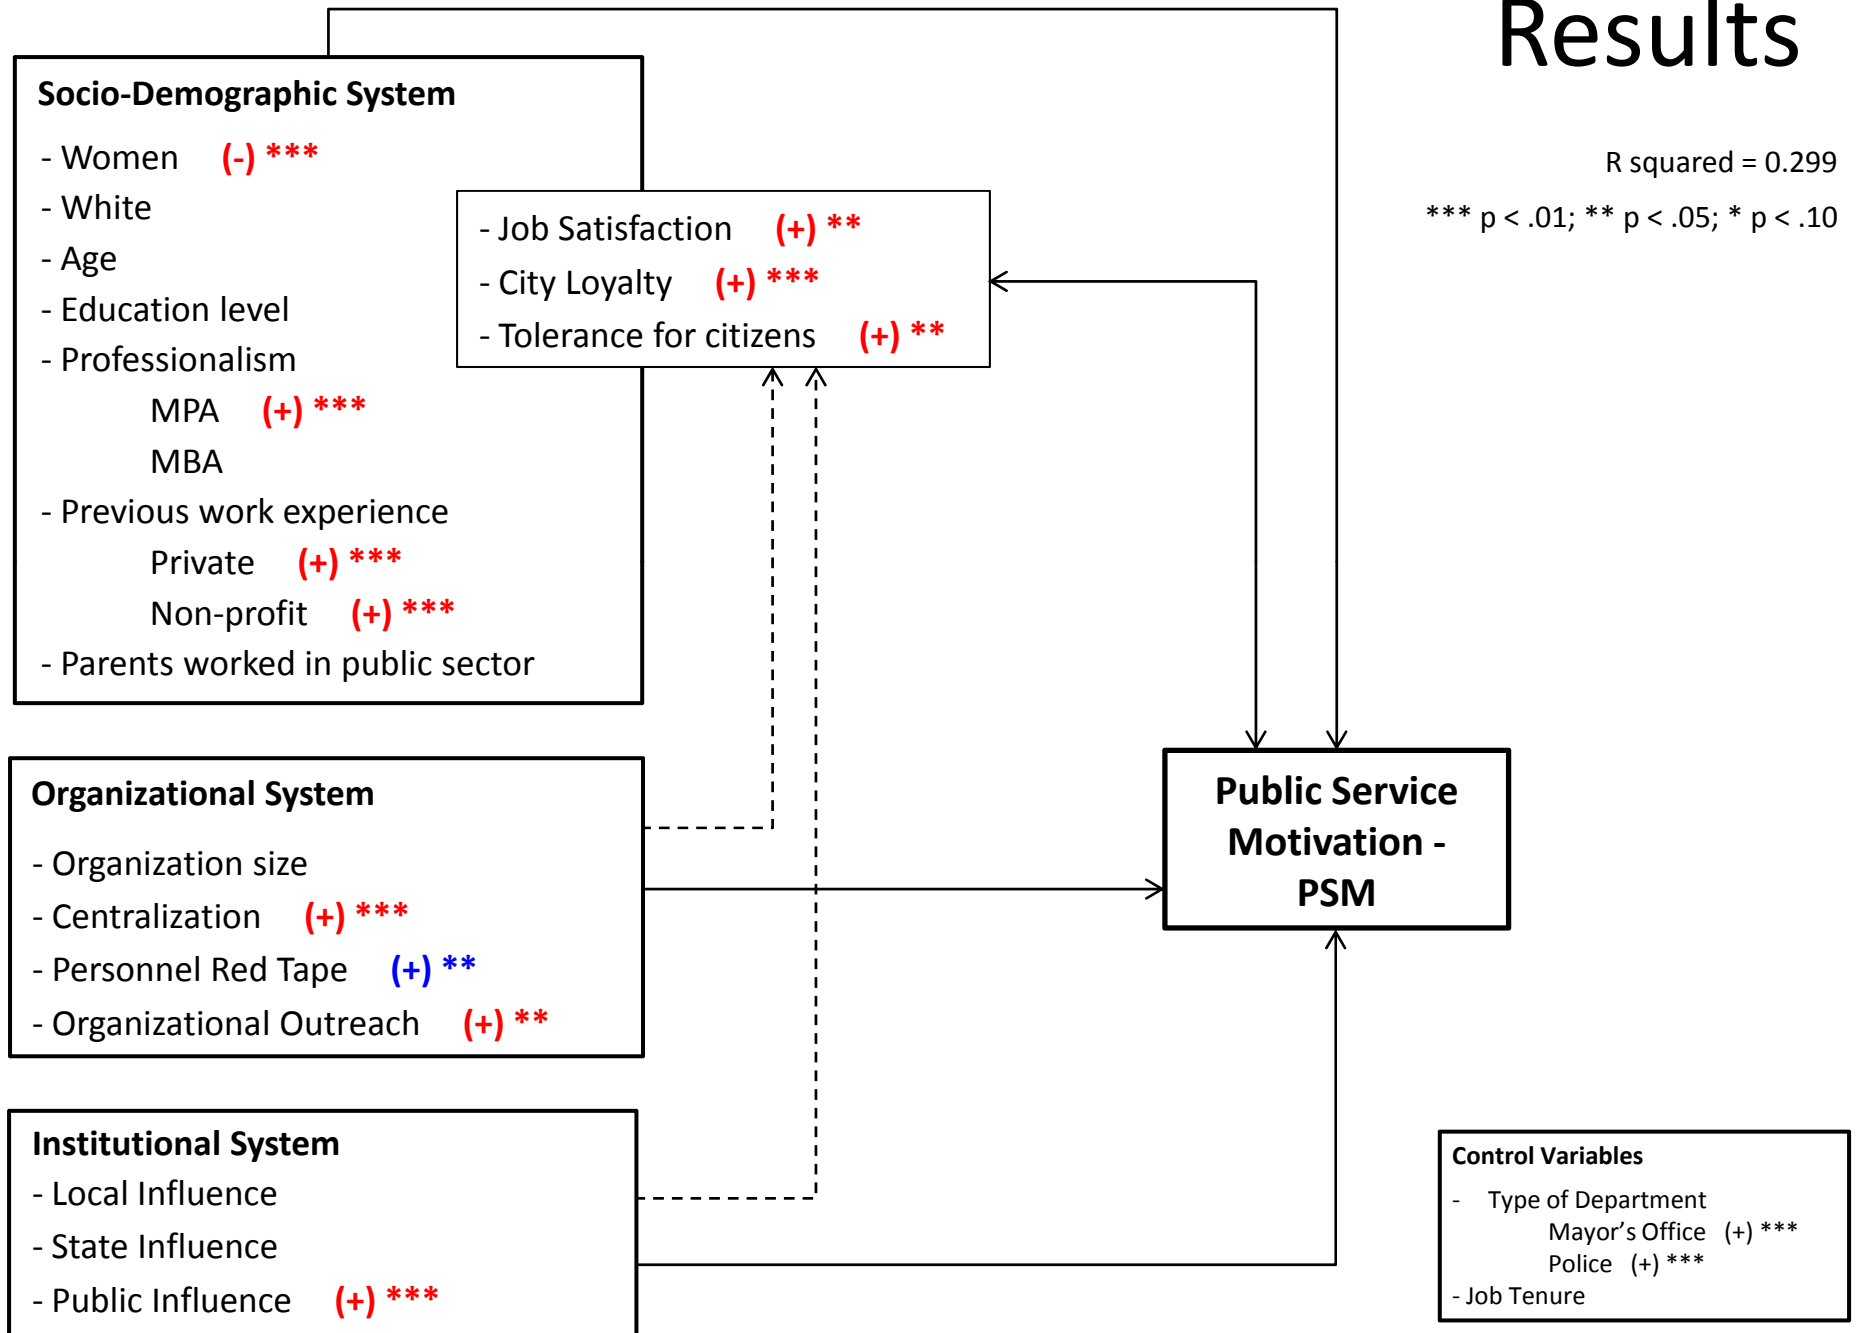 Results
R squared = 0.299
*** p < .01; ** p < .05; * p < .10
Socio-Demographic System
- Women (-) ***
- White
- Age
- Education level
- Professionalism
MPA (+) ***
MBA
- Previous work experience
Private (+) ***
Non-profit (+) ***
- Parents worked in public sector
- Job Satisfaction (+) **
- City Loyalty (+) ***
- Tolerance for citizens (+) **
Organizational System
- Organization size
- Centralization (+) ***
- Personnel Red Tape (+) **
- Organizational Outreach (+) **
Public Service
Motivation -
PSM
Institutional System
- Local Influence
- State Influence
- Public Influence (+) ***
Control Variables
- Type of Department
Mayor’s Office (+) ***
Police (+) ***
- Job Tenure